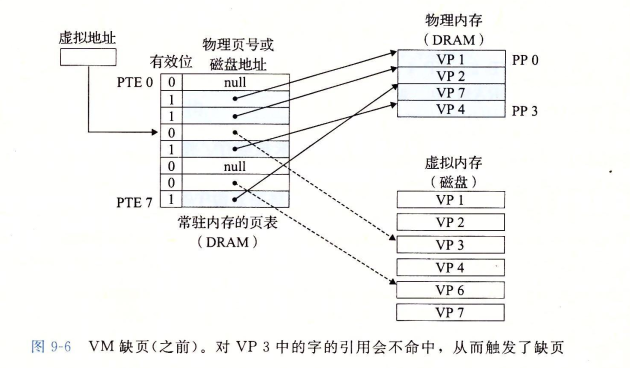 虚拟地址
物理页号或
磁盘地址
有效位
PTE 0 0 null
1
1
0
1
0 null
0
PTE 7 1
常驻内存的页表
(DRAM)
物理内存
(DRAM)
VP 1 PP 0
VP 2
VP 7
VP 4 PP 3
虚拟内存
(磁盘)
VP 1
VP 2
VP 3
VP 4
VP 6
VP 7
图 9-6 VM 缺页(之前)。对 VP 3 中的字的引用会不命中，从而触发了缺页